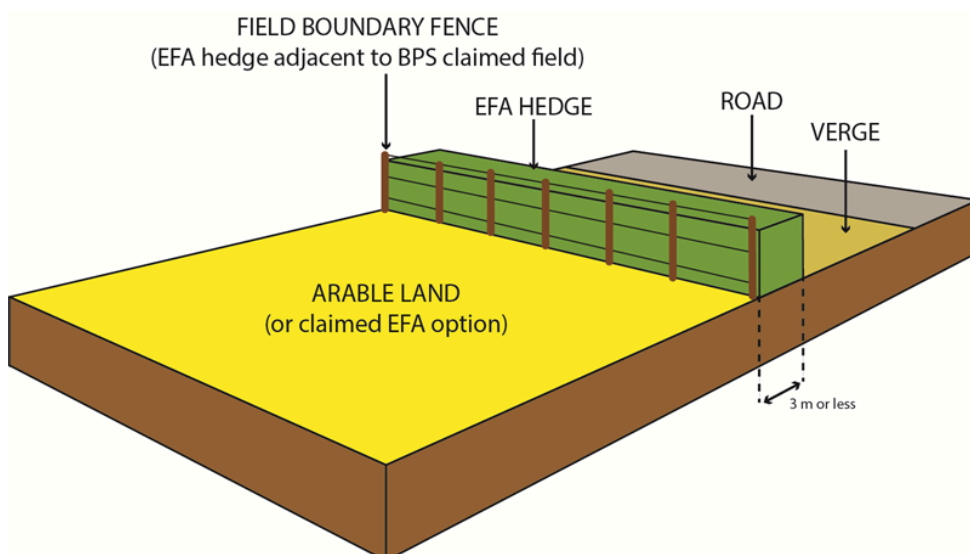 FIELD BOUNDARY FENCE
(EFA hedge adjacent to BPS claimed field)
EFA HEDGE
ROAD
VERGE
ARABLE LAND
(or claimed EFA option)
3 m or less